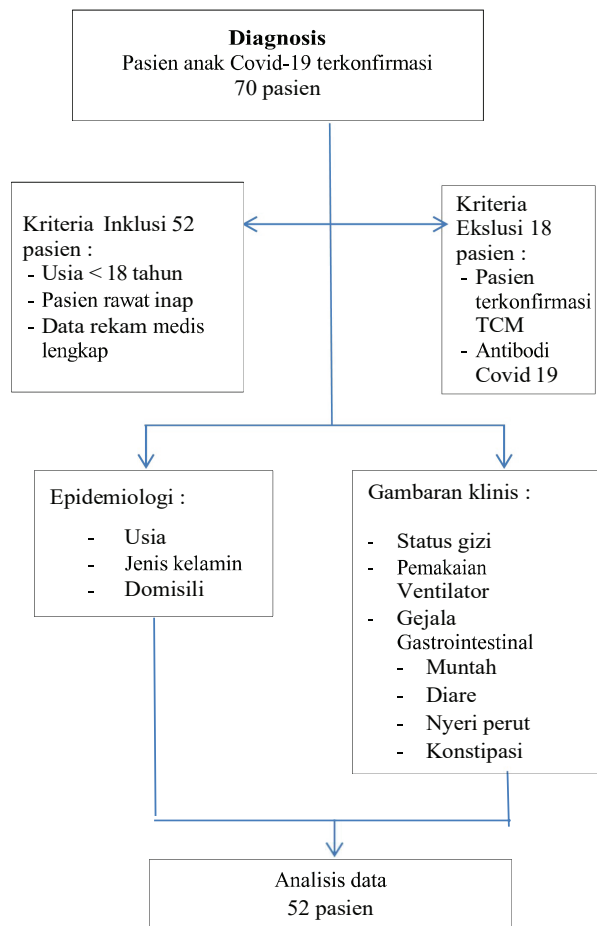 Diagnosis
Pasien anak Covid-19 terkonfirmasi
70 pasien
Kriteria Inklusi 52
pasien :
- Usia < 18 tahun
- Pasien rawat inap
- Data rekam medis
lengkap
Kriteria
Ekslusi 18
pasien :
- Pasien
terkonfirmasi
TCM
- Antibodi
Covid 19
Epidemiologi :
- Usia
- Jenis kelamin
- Domisili
Gambaran klinis :
- Status gizi
- Pemakaian
Ventilator
- Gejala
Gastrointestinal
- Muntah
- Diare
- Nyeri perut
- Konstipasi
Analisis data
52 pasien